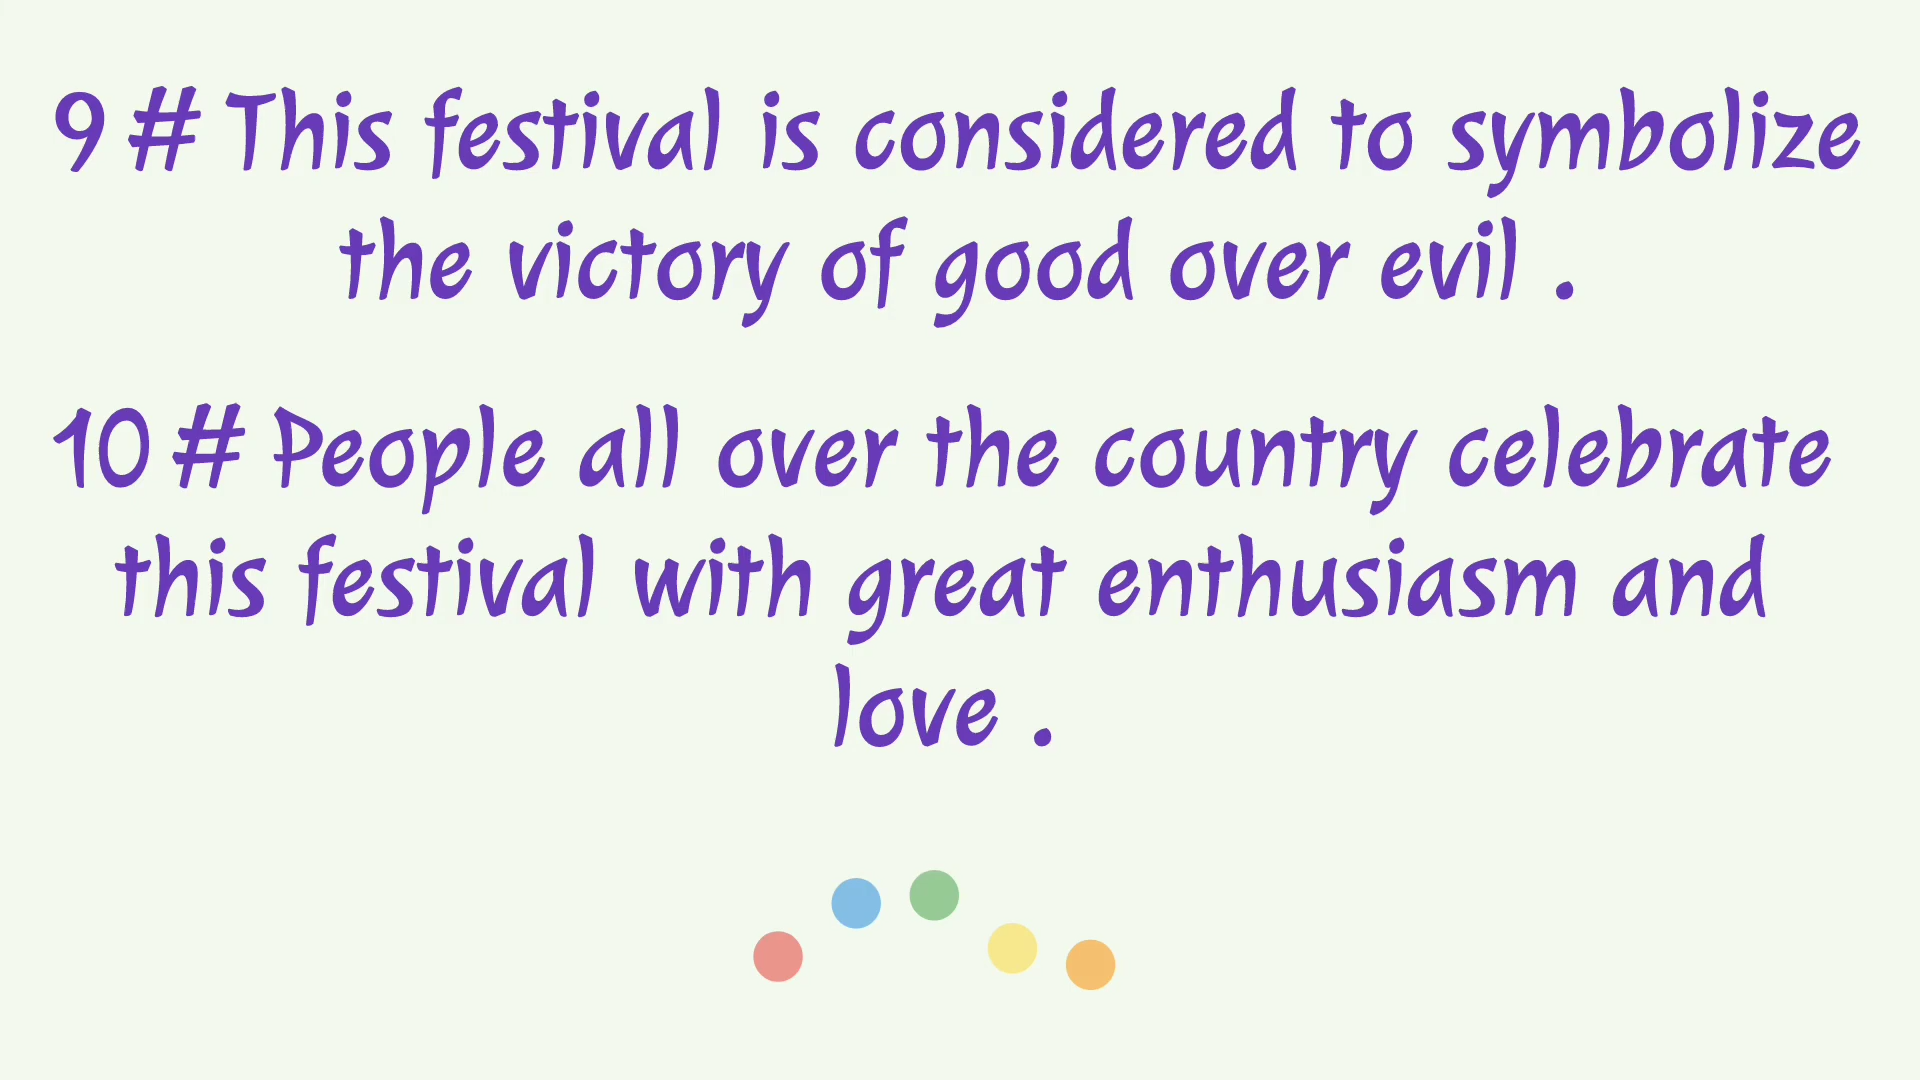 9 # This festival is considered to symbolize
the victory of good over evil .
10 # People all over the country celebrate
this festival with great enthusiasm and
love .